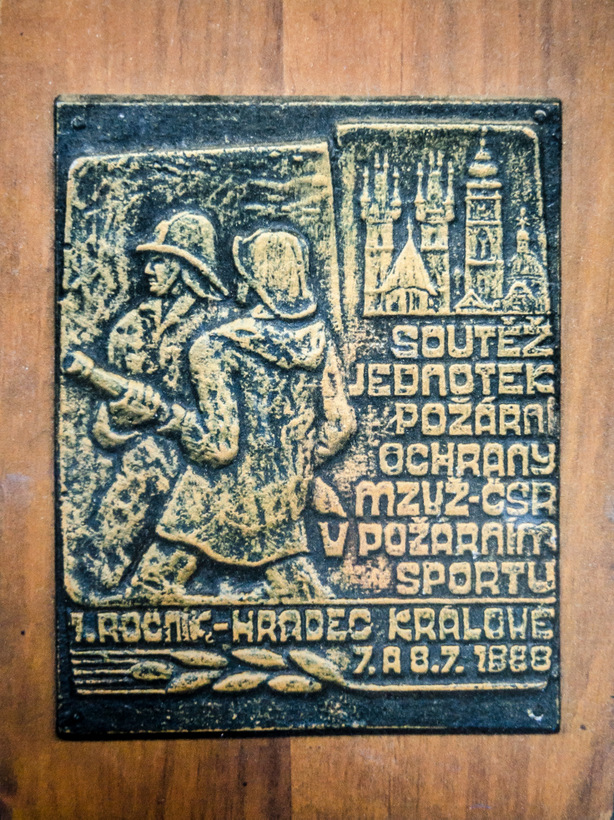 SOUTĚŽ
JEDNOTEK
POŽÁRNÍ
OCHRANY
MZVŽ-ČSR
V POŽÁRNÍM
SPORTU
1. ROČNÍK - HRADEC KRÁLOVÉ
7. A 8.7. 1988